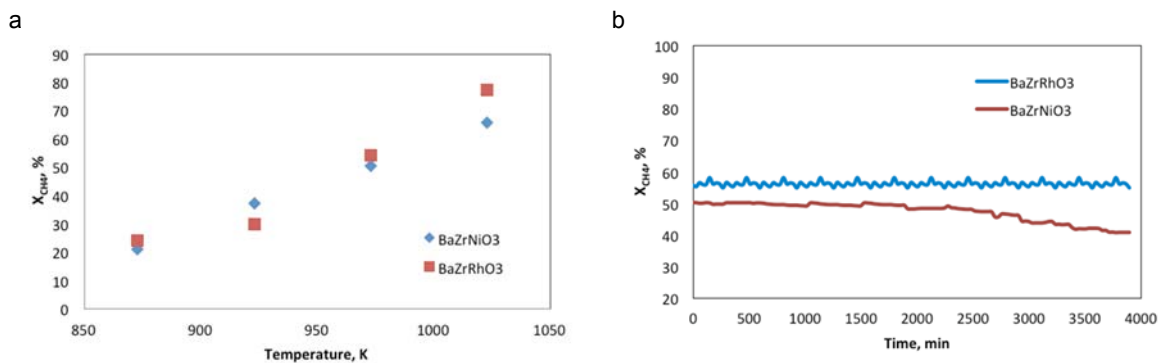 a
90
80
70
60
50
40
30
20
10
0
850 900 950 1000 1050
X_CH4, %
Temperature, K
BaZrNiO3
BaZrRhO3
b
100
90
80
70
60
50
40
30
20
0 500 1000 1500 2000 2500 3000 3500 4000
X_CH4, %
Time, min
BaZrRhO3
BaZrNiO3